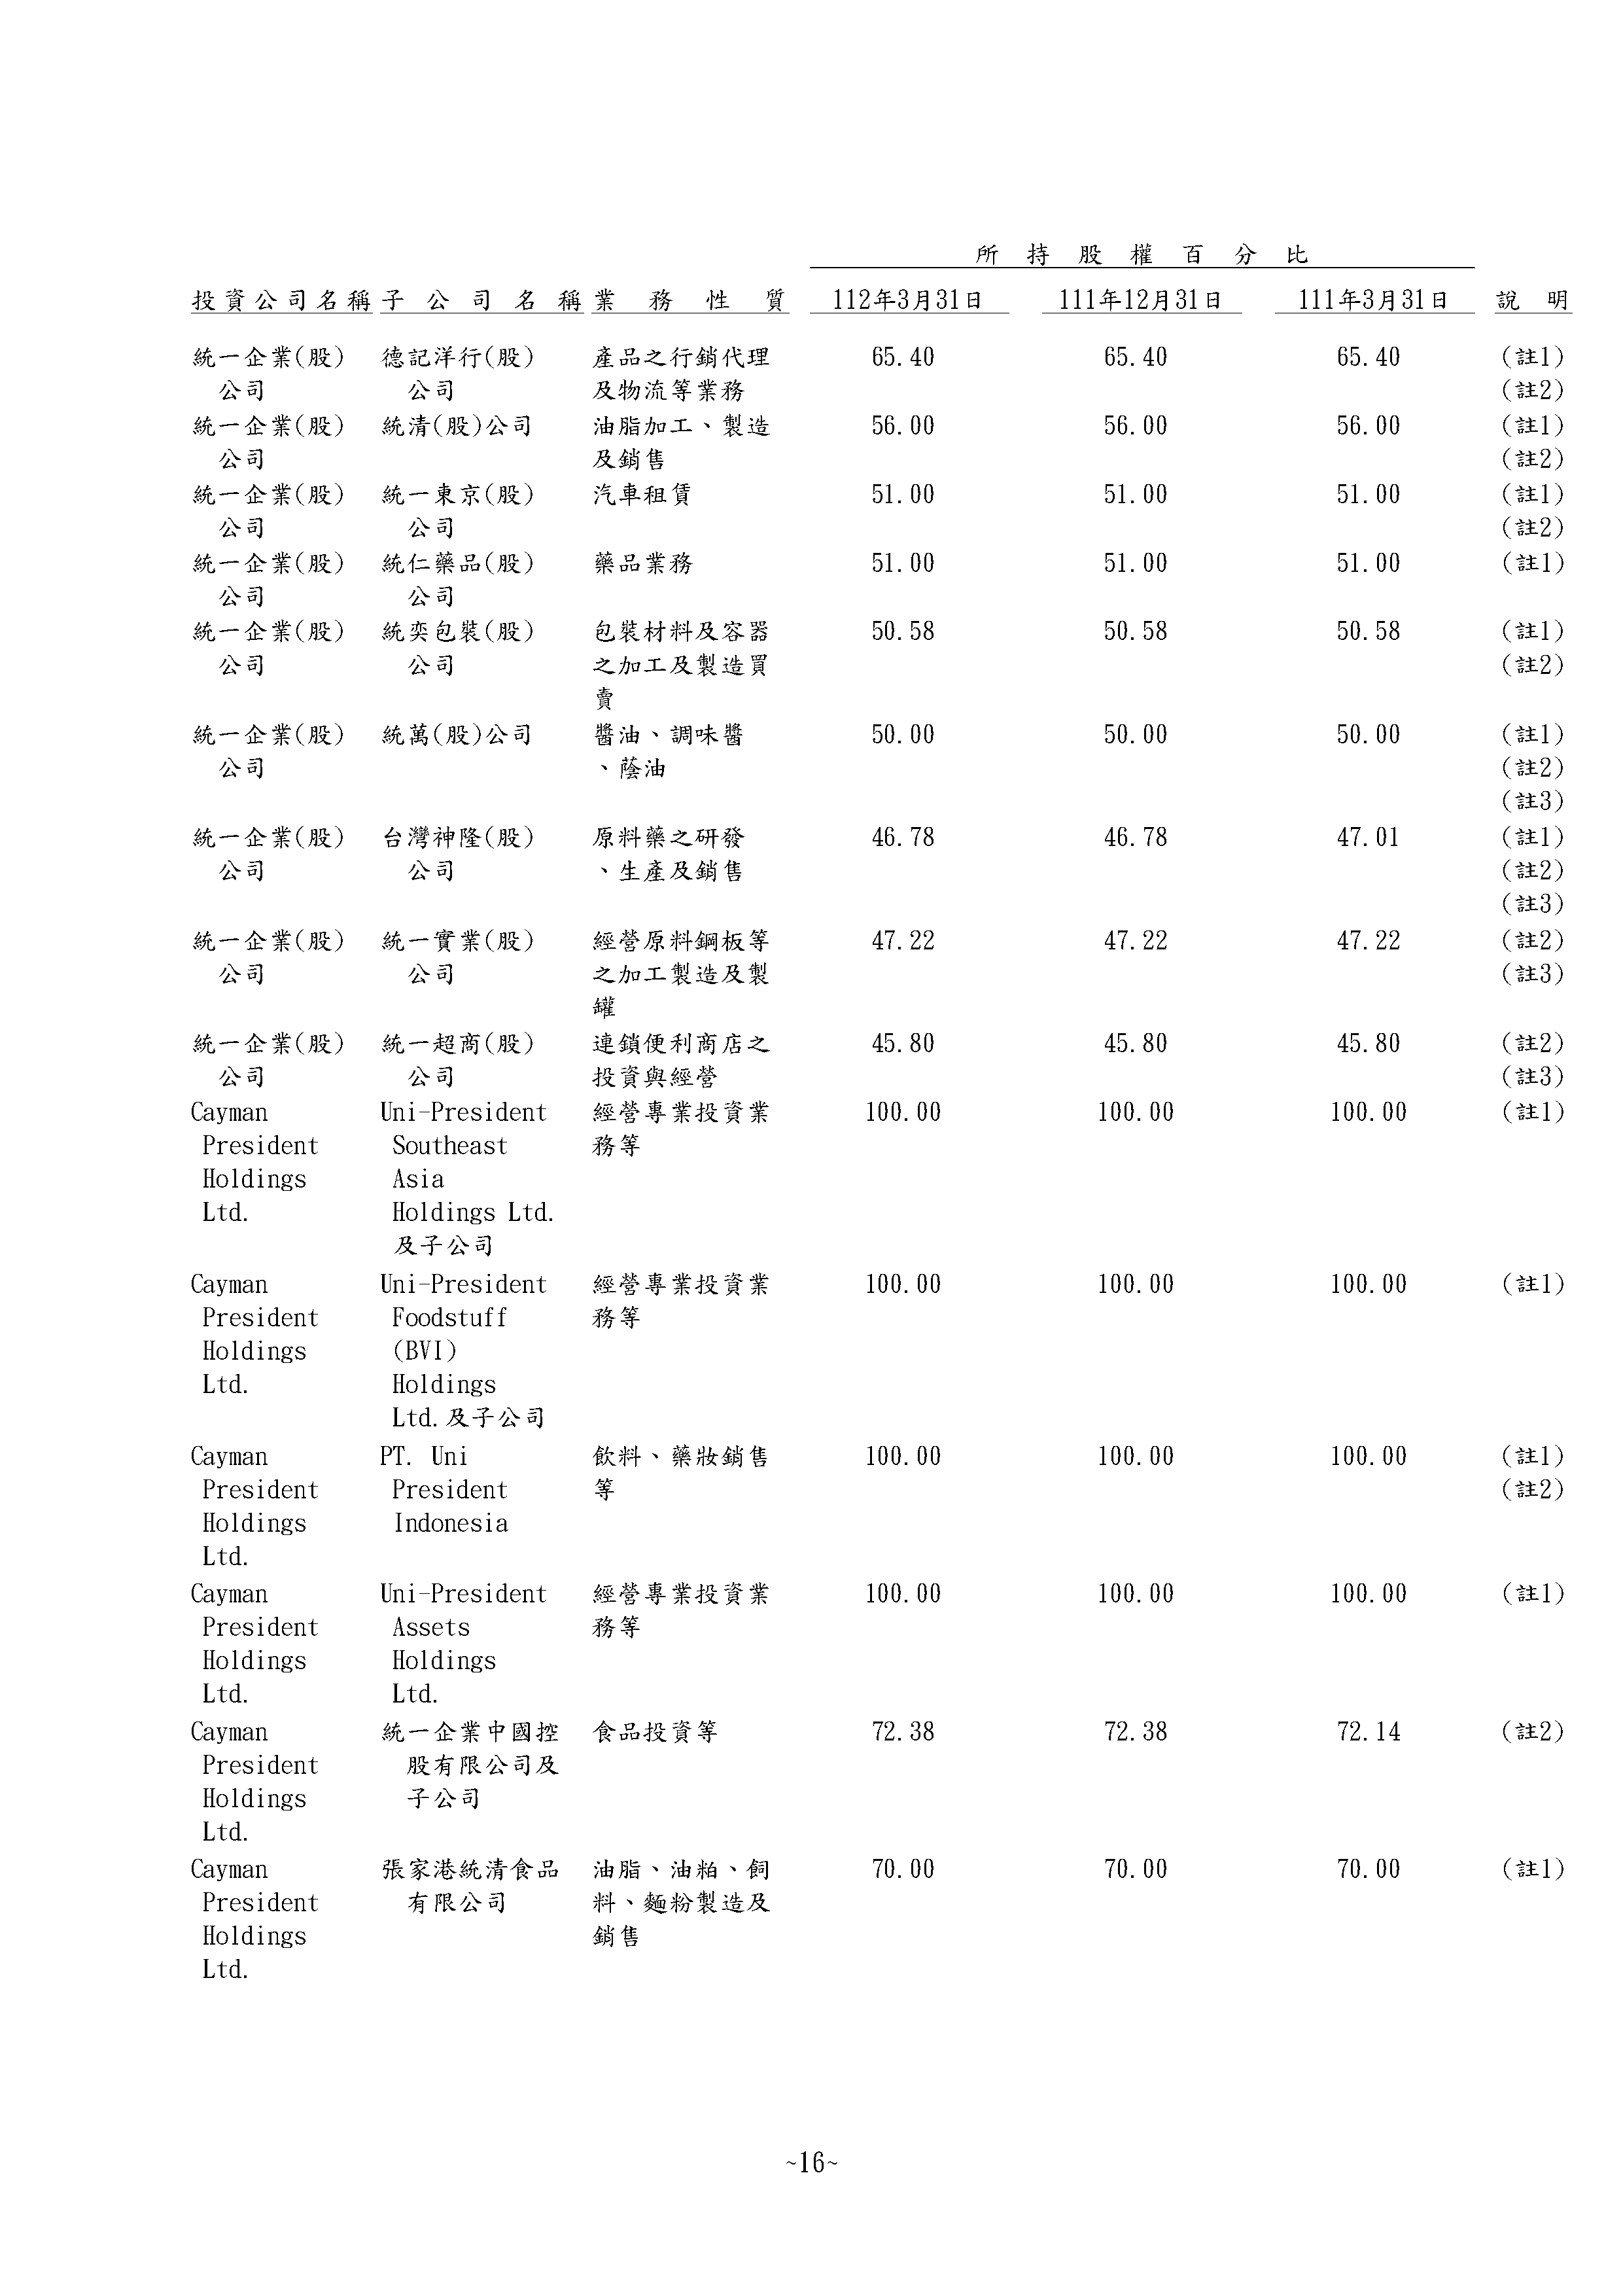 所 持 股 權 百 分 比
投資公司名稱 子 公 司 名 稱 業 務 性 質 112年3月31日 111年12月31日 111年3月31日 說 明
統一企業(股) 德記洋行(股) 產品之行銷代理 65.40 65.40 65.40 (註1)
公司 公司 及物流等業務 (註2)
統一企業(股) 統清(股)公司 油脂加工、製造 56.00 56.00 56.00 (註1)
公司 及銷售 (註2)
統一企業(股) 統一東京(股) 汽車租賃 51.00 51.00 51.00 (註1)
公司 公司 (註2)
統一企業(股) 統仁藥品(股) 藥品業務 51.00 51.00 51.00 (註1)
公司 公司
統一企業(股) 統奕包裝(股) 包裝材料及容器 50.58 50.58 50.58 (註1)
公司 公司 之加工及製造買 (註2)
賣
統一企業(股) 統萬(股)公司 醬油、調味醬 50.00 50.00 50.00 (註1)
公司 、蔭油 (註2)
(註3)
統一企業(股) 台灣神隆(股) 原料藥之研發 46.78 46.78 47.01 (註1)
公司 公司 、生產及銷售 (註2)
(註3)
統一企業(股) 統一實業(股) 經營原料鋼板等 47.22 47.22 47.22 (註2)
公司 公司 之加工製造及製 (註3)
罐
統一企業(股) 統一超商(股) 連鎖便利商店之 45.80 45.80 45.80 (註2)
公司 公司 投資與經營 (註3)
Cayman Uni-President 經營專業投資業 100.00 100.00 100.00 (註1)
President Southeast 務等
Holdings Asia
Ltd. Holdings Ltd.
及子公司
Cayman Uni-President 經營專業投資業 100.00 100.00 100.00 (註1)
President Foodstuff 務等
Holdings (BVI)
Ltd. Holdings
Ltd.及子公司
Cayman PT. Uni 飲料、藥妝銷售 100.00 100.00 100.00 (註1)
President President 等 (註2)
Holdings Indonesia
Ltd.
Cayman Uni-President 經營專業投資業 100.00 100.00 100.00 (註1)
President Assets 務等
Holdings Holdings
Ltd. Ltd.
Cayman 統一企業中國控 食品投資等 72.38 72.38 72.14 (註2)
President 股有限公司及
Holdings 子公司
Ltd.
Cayman 張家港統清食品 油脂、油粕、飼 70.00 70.00 70.00 (註1)
President 有限公司 料、麵粉製造及
Holdings 銷售
Ltd.
~16~